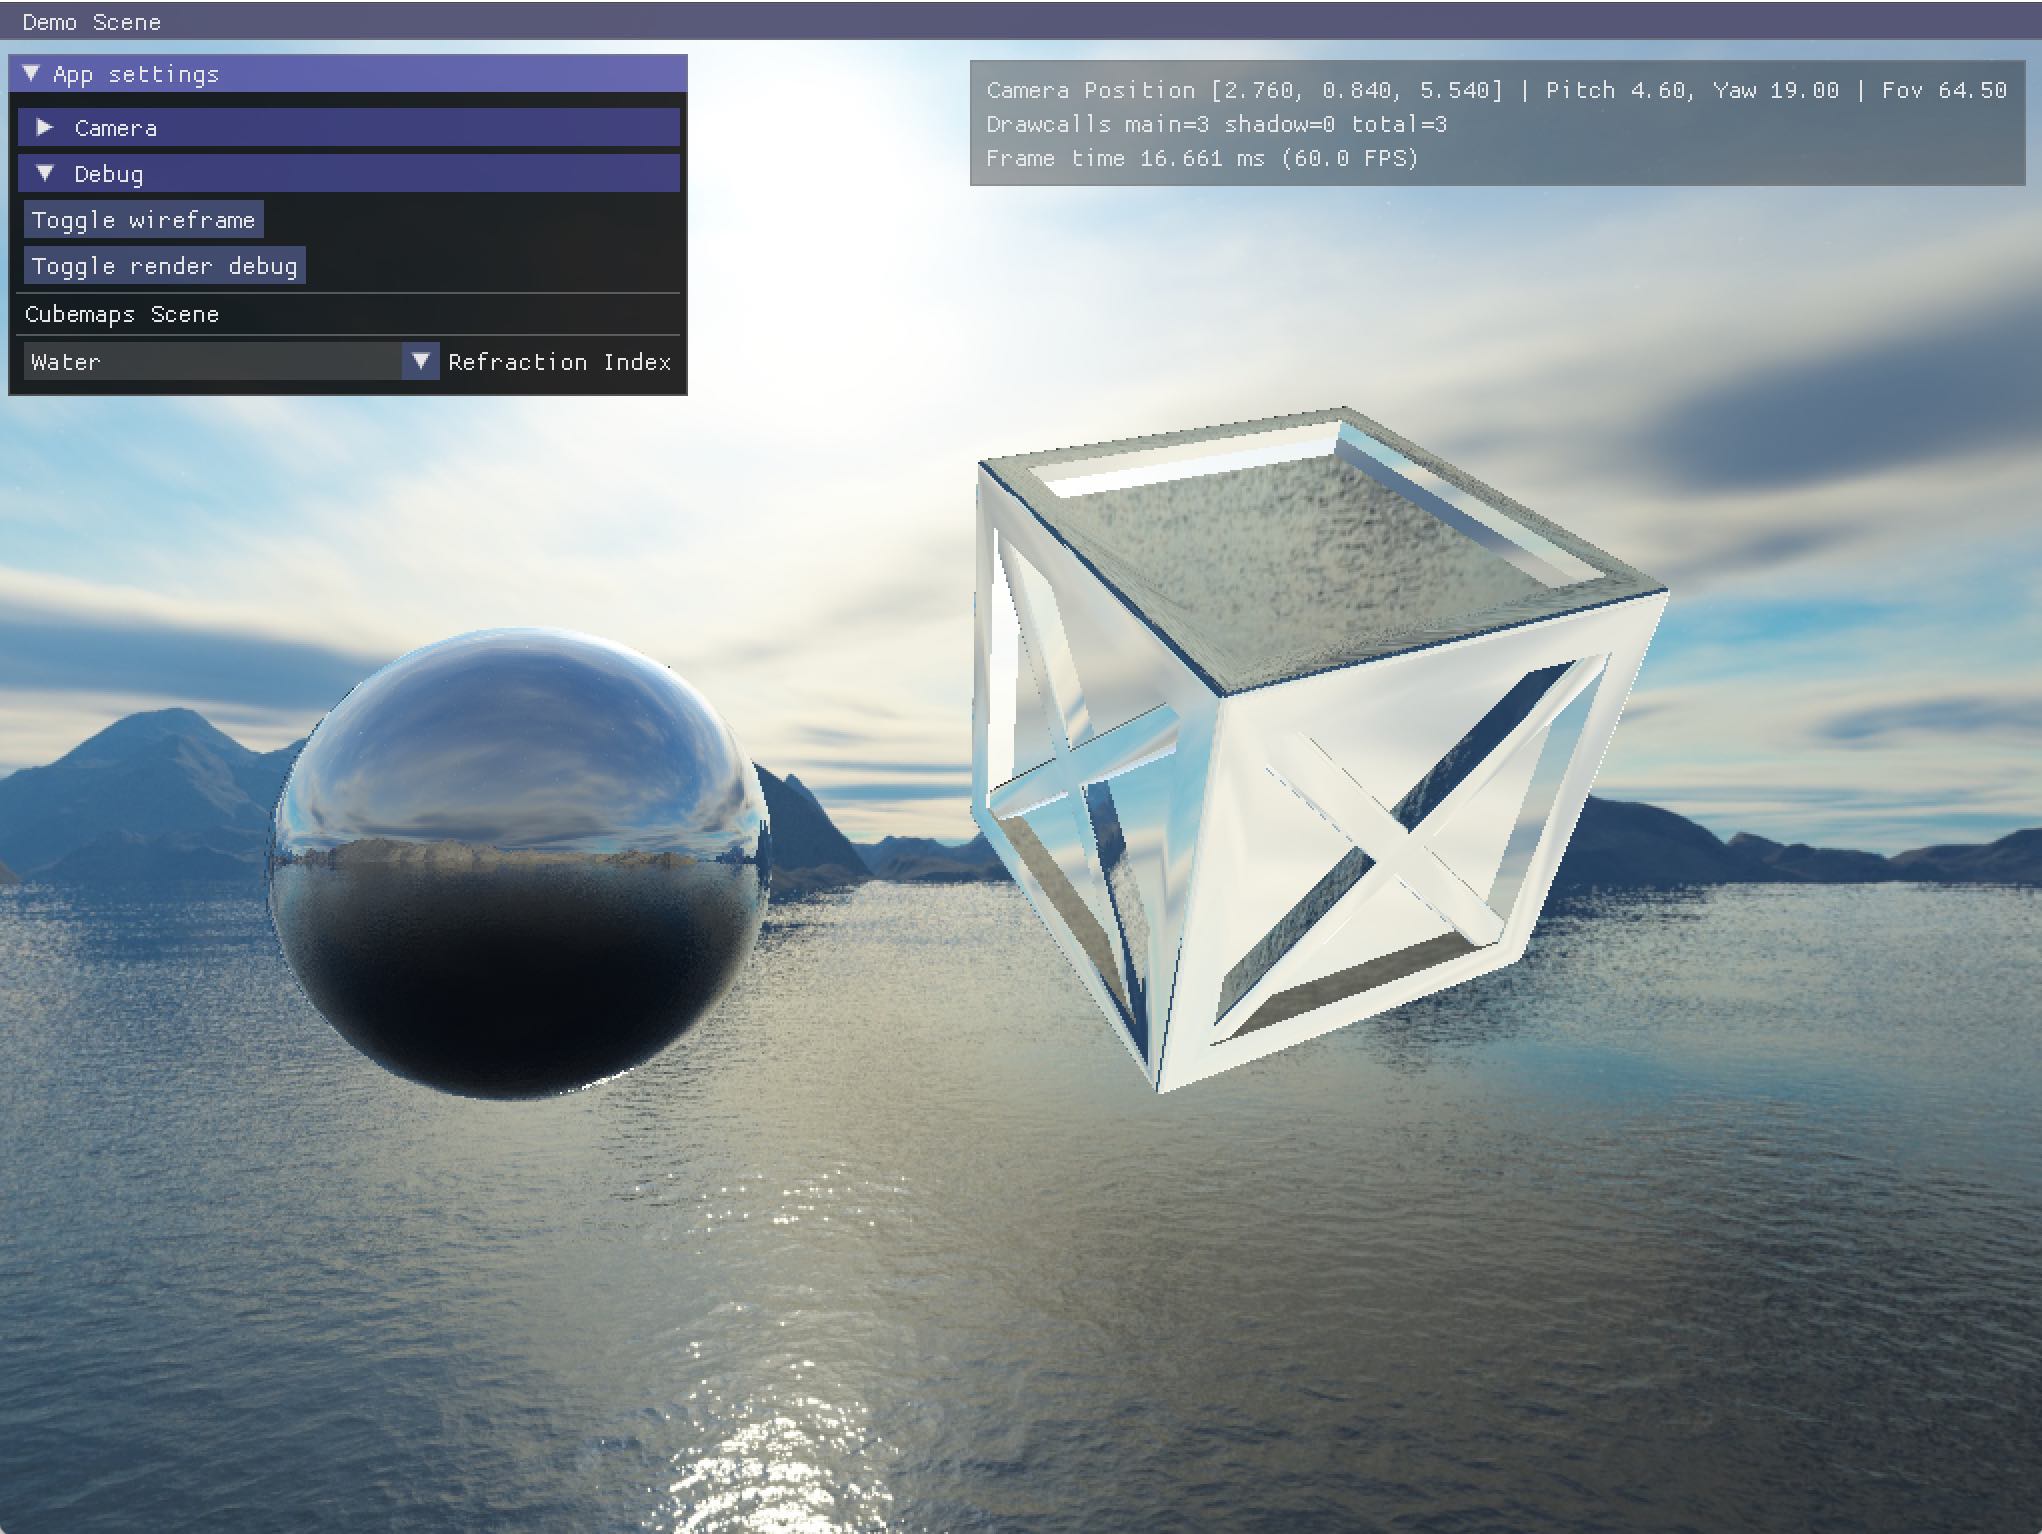 Demo Scene
App settings
Camera
Debug
Toggle wireframe
Toggle render debug
Cubemaps Scene
Water Refraction Index
Camera Position [2.760, 0.840, 5.540] | Pitch 4.60, Yaw 19.00 | Fov 64.50
Drawcalls main=3 shadow=0 total=3
Frame time 16.661 ms (60.0 FPS)